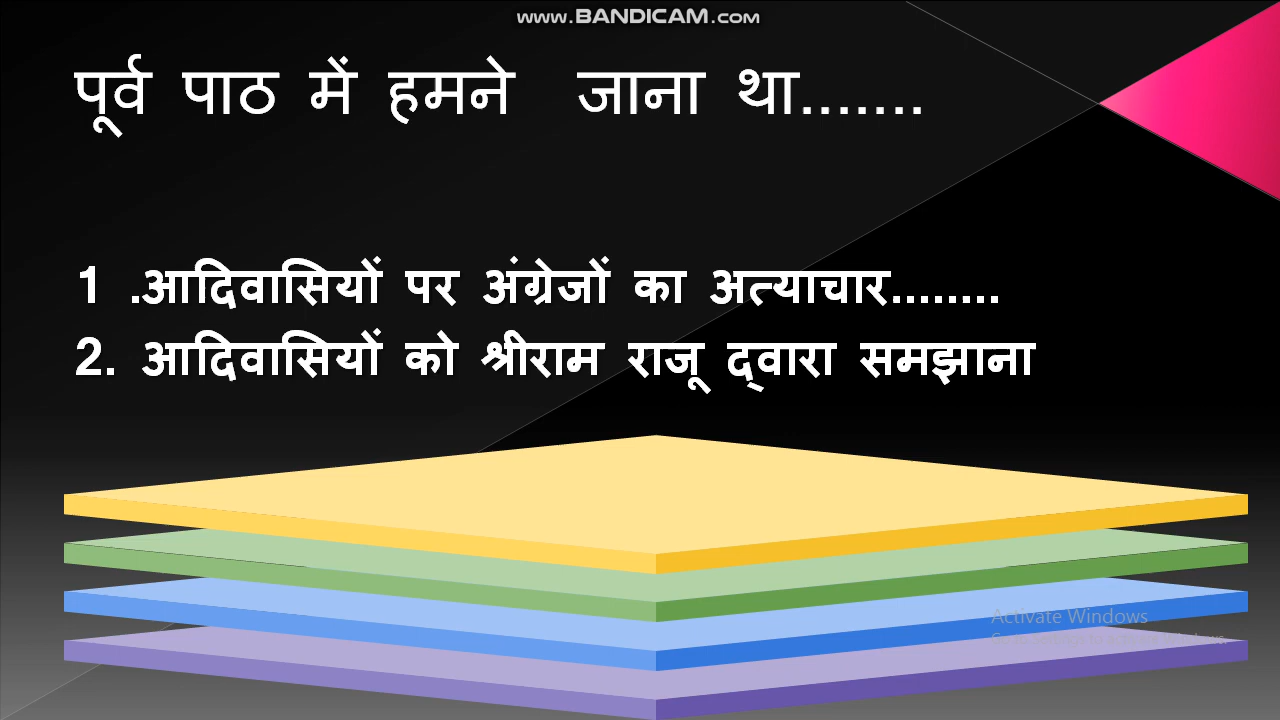 www.BANDICAM.com
पूर्व पाठ में हमने जाना था.......
1 .आदिवासियों पर अंग्रेजों का अत्याचार........
2. आदिवासियों को श्रीराम राजू द्वारा समझाना
Activate Windows